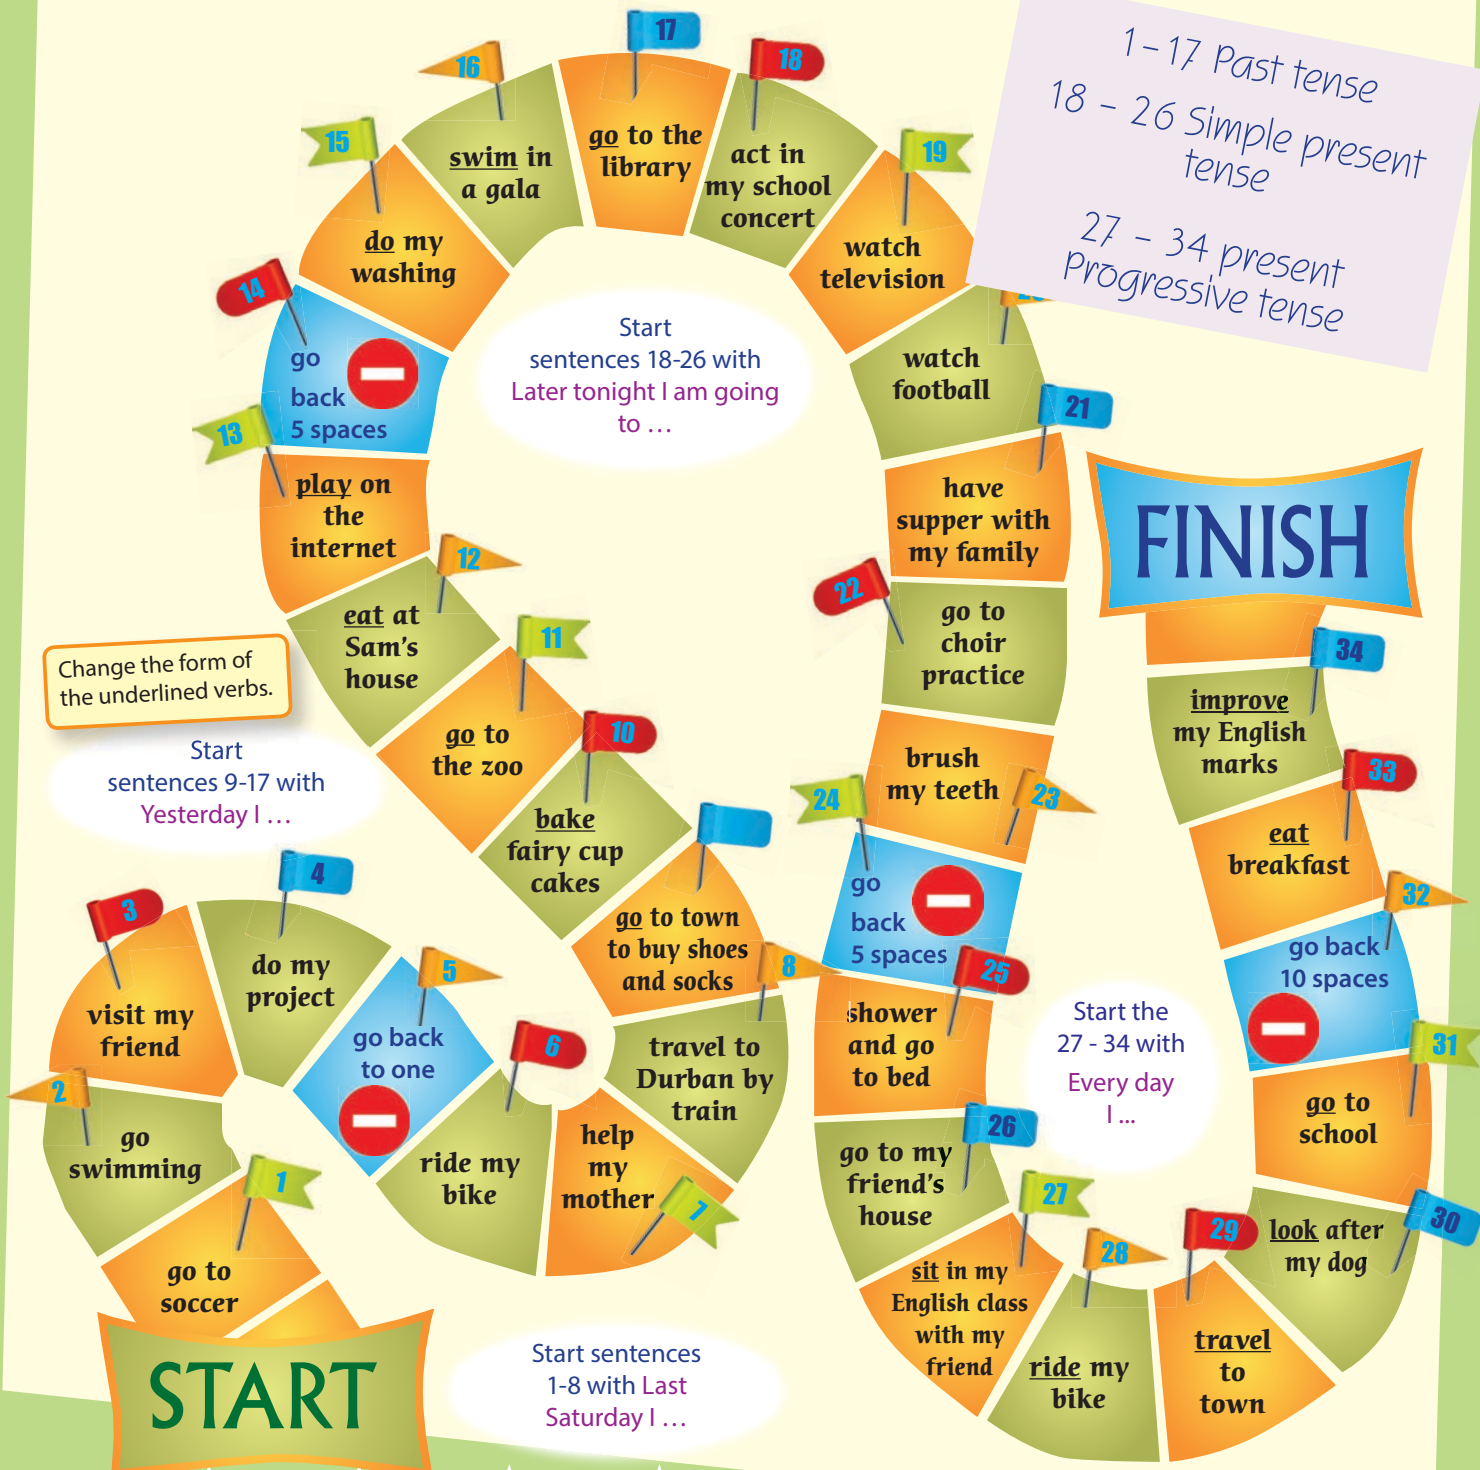 1 - 17 Past tense
18 - 26 Simple present
tense
27 - 34 present
Progressive tense
START
1
go to
soccer
2
go
swimming
3
visit my
friend
4
do my
project
5
go back
to one
6
ride my
bike
7
help
my
mother
8
travel to
Durban by
train
go to town
to buy shoes
and socks
10
bake
fairy cup
cakes
11
go to
the zoo
12
eat at
Sam's
house
13
play on
the
internet
14
go
back
5 spaces
15
do my
washing
16
swim in
a gala
17
go to the
library
18
act in
my school
concert
19
watch
television
watch
football
21
have
supper with
my family
22
go to
choir
practice
23
brush
my teeth
24
go
back
5 spaces
25
shower
and go
to bed
26
go to my
friend's
house
27
sit in my
English class
with my
friend
28
ride my
bike
29
travel
to
town
30
look after
my dog
31
go to
school
32
go back
10 spaces
33
eat
breakfast
34
improve
my English
marks
FINISH
Start
sentences 18-26 with
Later tonight I am going
to ...
Change the form of
the underlined verbs.
Start
sentences 9-17 with
Yesterday I ...
Start the
27 - 34 with
Every day
I ...
Start sentences
1-8 with Last
Saturday I ...